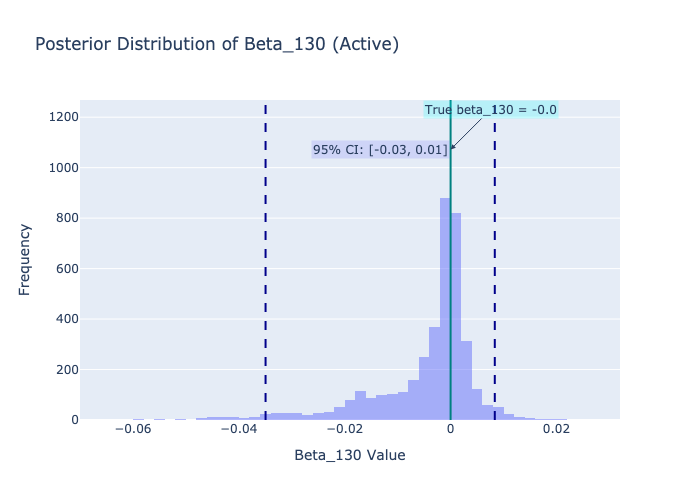 Posterior Distribution of Beta_130 (Active)
True beta_130 = -0.0
95% CI: [-0.03, 0.01]
1200
1000
800
600
400
200
0
Frequency
−0.06
−0.04
−0.02
0
0.02
Beta_130 Value